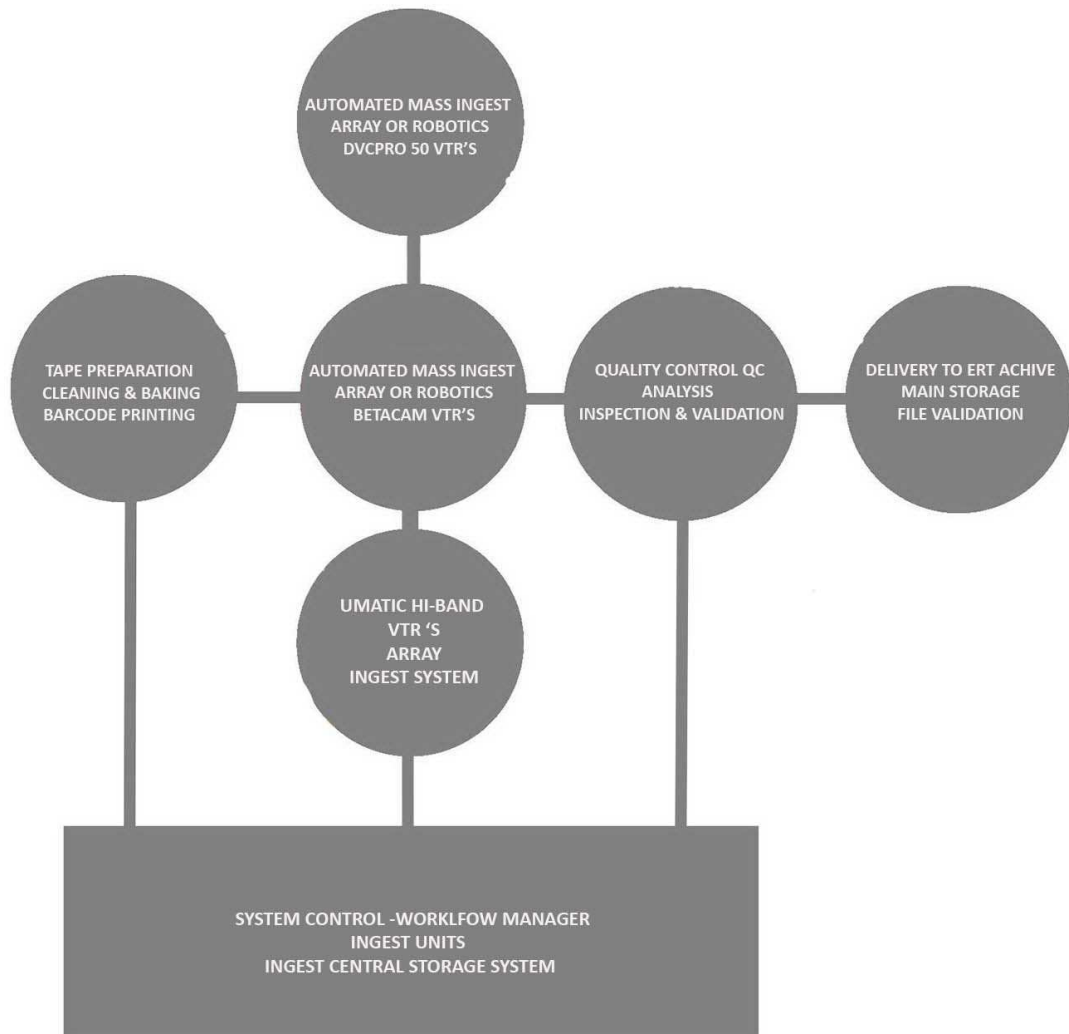 AUTOMATED MASS INGEST
ARRAY OR ROBOTICS
DVCPRO 50 VTR'S
TAPE PREPARATION
CLEANING & BAKING
BARCODE PRINTING
AUTOMATED MASS INGEST
ARRAY OR ROBOTICS
BETACAM VTR'S
QUALITY CONTROL QC
ANALYSIS
INSPECTION & VALIDATION
DELIVERY TO ERT ACHIVE
MAIN STORAGE
FILE VALIDATION
UMATIC HI-BAND
VTR 'S
ARRAY
INGEST SYSTEM
SYSTEM CONTROL -WORKLFOW MANAGER
INGEST UNITS
INGEST CENTRAL STORAGE SYSTEM